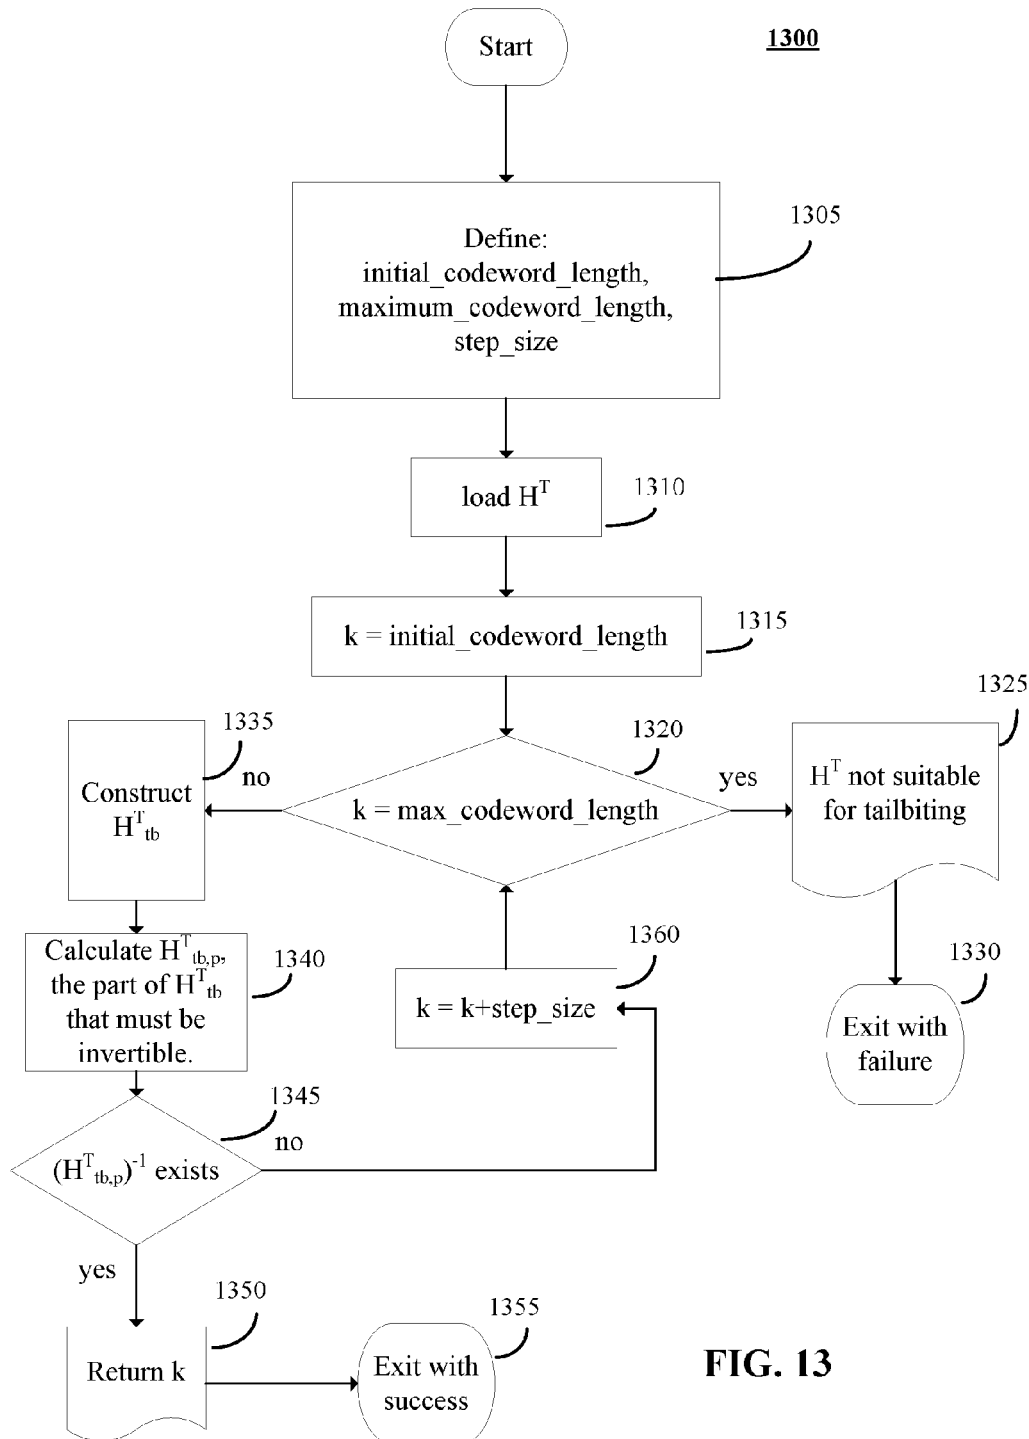 Start
1300
Define:
initial_codeword_length,
maximum_codeword_length,
step_size
1305
load H^T
1310
k = initial_codeword_length
1315
1325
1335
1320
no
yes
Construct
H^T_tb
k = max_codeword_length
H^T not suitable
for tailbiting
Calculate H^T_tb,p,
the part of H^T_tb
that must be
invertible.
1340
1360
k = k+step_size
1330
Exit with
failure
1345
no
(H^T_tb,p)^-1 exists
yes
1350
Return k
1355
Exit with
success
FIG. 13